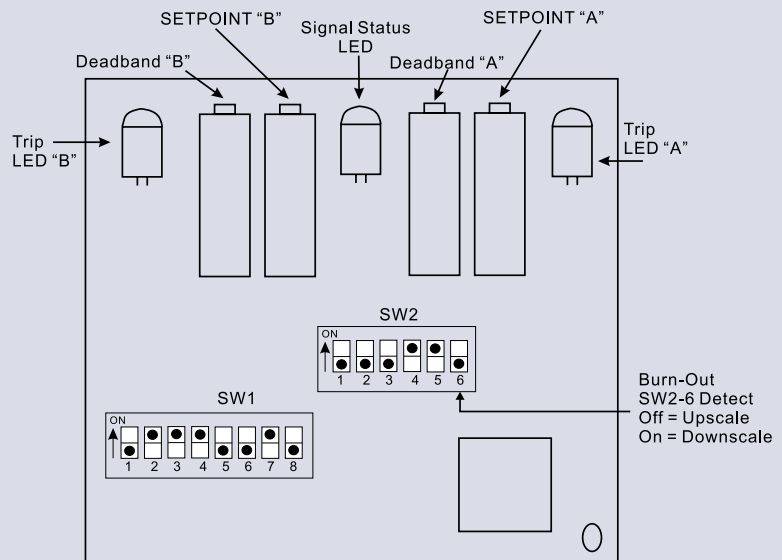 SETPOINT “B”
Signal Status
LED
SETPOINT “A”
Deadband “B”
Deadband “A”
Trip
LED “B”
Trip
LED “A”
SW2
ON
1 2 3 4 5 6
Burn-Out
SW2-6 Detect
Off = Upscale
On = Downscale
SW1
ON
1 2 3 4 5 6 7 8